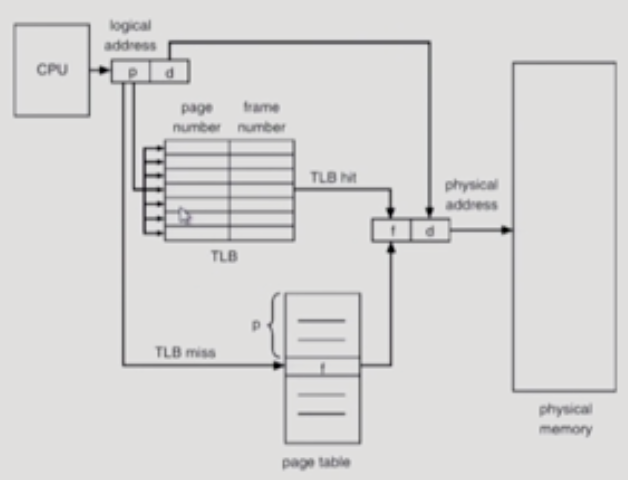 logical
address
CPU
p d
page frame
number number
TLB hit
physical
address
f d
TLB
p
TLB miss
f
physical
memory
page table